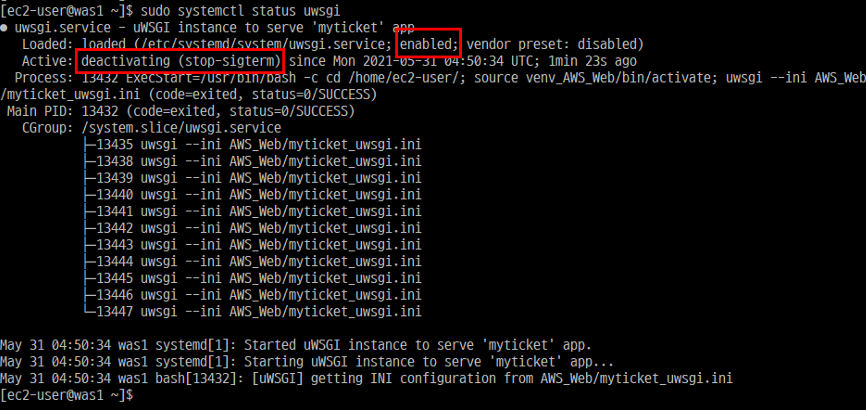 [ec2-user@was1 ~]$ sudo systemctl status uwsgi
● uwsgi.service - uWSGI instance to serve 'myticket' app
Loaded: loaded (/etc/systemd/system/uwsgi.service; enabled; vendor preset: disabled)
Active: deactivating (stop-sigterm) since Mon 2021-05-31 04:50:34 UTC; 1min 23s ago
Process: 13432 ExecStart=/usr/bin/bash -c cd /home/ec2-user/; source venv_AWS_Web/bin/activate; uwsgi --ini AWS_Web
/myticket_uwsgi.ini (code=exited, status=0/SUCCESS)
Main PID: 13432 (code=exited, status=0/SUCCESS)
CGroup: /system.slice/uwsgi.service
├─13435 uwsgi --ini AWS_Web/myticket_uwsgi.ini
├─13438 uwsgi --ini AWS_Web/myticket_uwsgi.ini
├─13439 uwsgi --ini AWS_Web/myticket_uwsgi.ini
├─13440 uwsgi --ini AWS_Web/myticket_uwsgi.ini
├─13441 uwsgi --ini AWS_Web/myticket_uwsgi.ini
├─13442 uwsgi --ini AWS_Web/myticket_uwsgi.ini
├─13443 uwsgi --ini AWS_Web/myticket_uwsgi.ini
├─13444 uwsgi --ini AWS_Web/myticket_uwsgi.ini
├─13445 uwsgi --ini AWS_Web/myticket_uwsgi.ini
├─13446 uwsgi --ini AWS_Web/myticket_uwsgi.ini
└─13447 uwsgi --ini AWS_Web/myticket_uwsgi.ini
May 31 04:50:34 was1 systemd[1]: Started uWSGI instance to serve 'myticket' app.
May 31 04:50:34 was1 systemd[1]: Starting uWSGI instance to serve 'myticket' app...
May 31 04:50:34 was1 bash[13432]: [uWSGI] getting INI configuration from AWS_Web/myticket_uwsgi.ini
[ec2-user@was1 ~]$